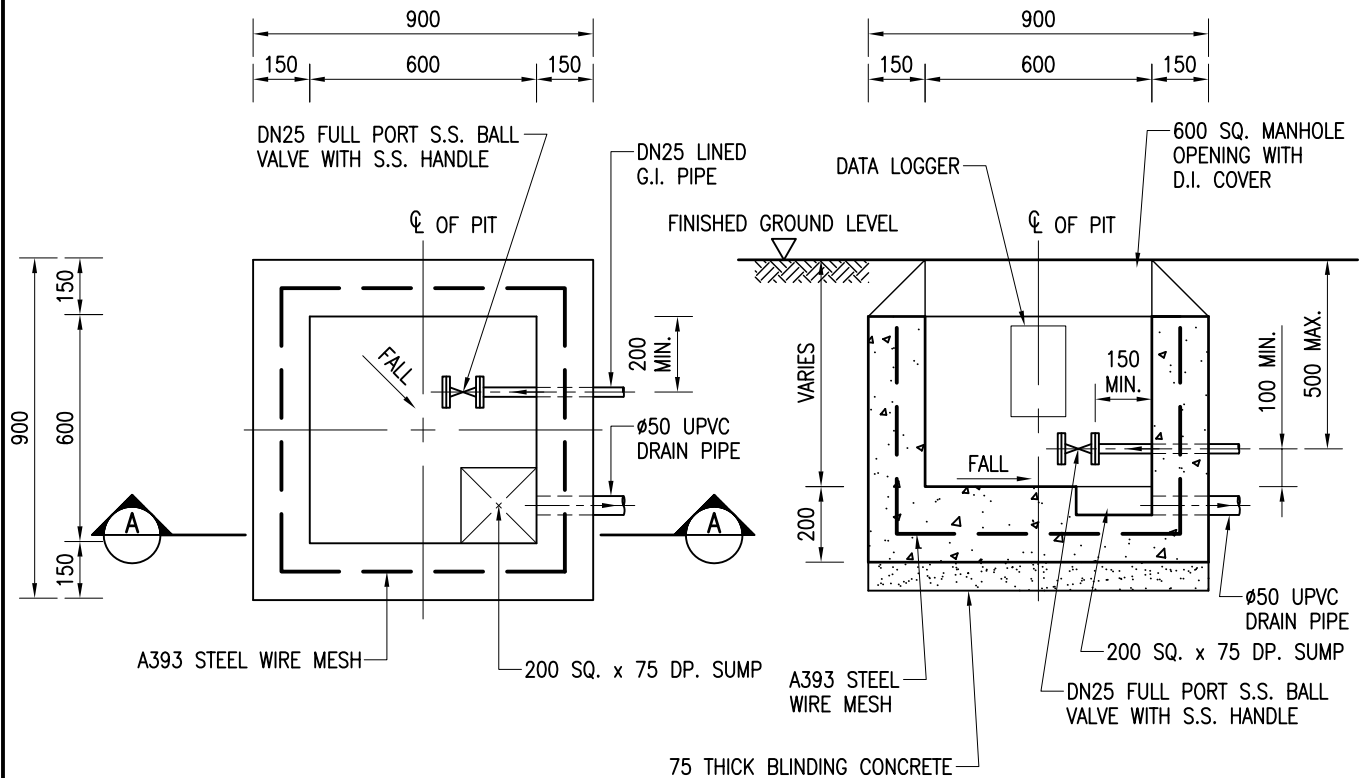 900
150
600
150
DN25 FULL PORT S.S. BALL
VALVE WITH S.S. HANDLE
DN25 LINED
G.I. PIPE
℄ OF PIT
900
150
600
150
FALL
200
MIN.
ø50 UPVC
DRAIN PIPE
A
A
A393 STEEL WIRE MESH
200 SQ. x 75 DP. SUMP
900
150
600
150
600 SQ. MANHOLE
OPENING WITH
D.I. COVER
DATA LOGGER
℄ OF PIT
FINISHED GROUND LEVEL
VARIES
200
150
MIN.
100 MIN.
500 MAX.
FALL
ø50 UPVC
DRAIN PIPE
200 SQ. x 75 DP. SUMP
A393 STEEL
WIRE MESH
DN25 FULL PORT S.S. BALL
VALVE WITH S.S. HANDLE
75 THICK BLINDING CONCRETE